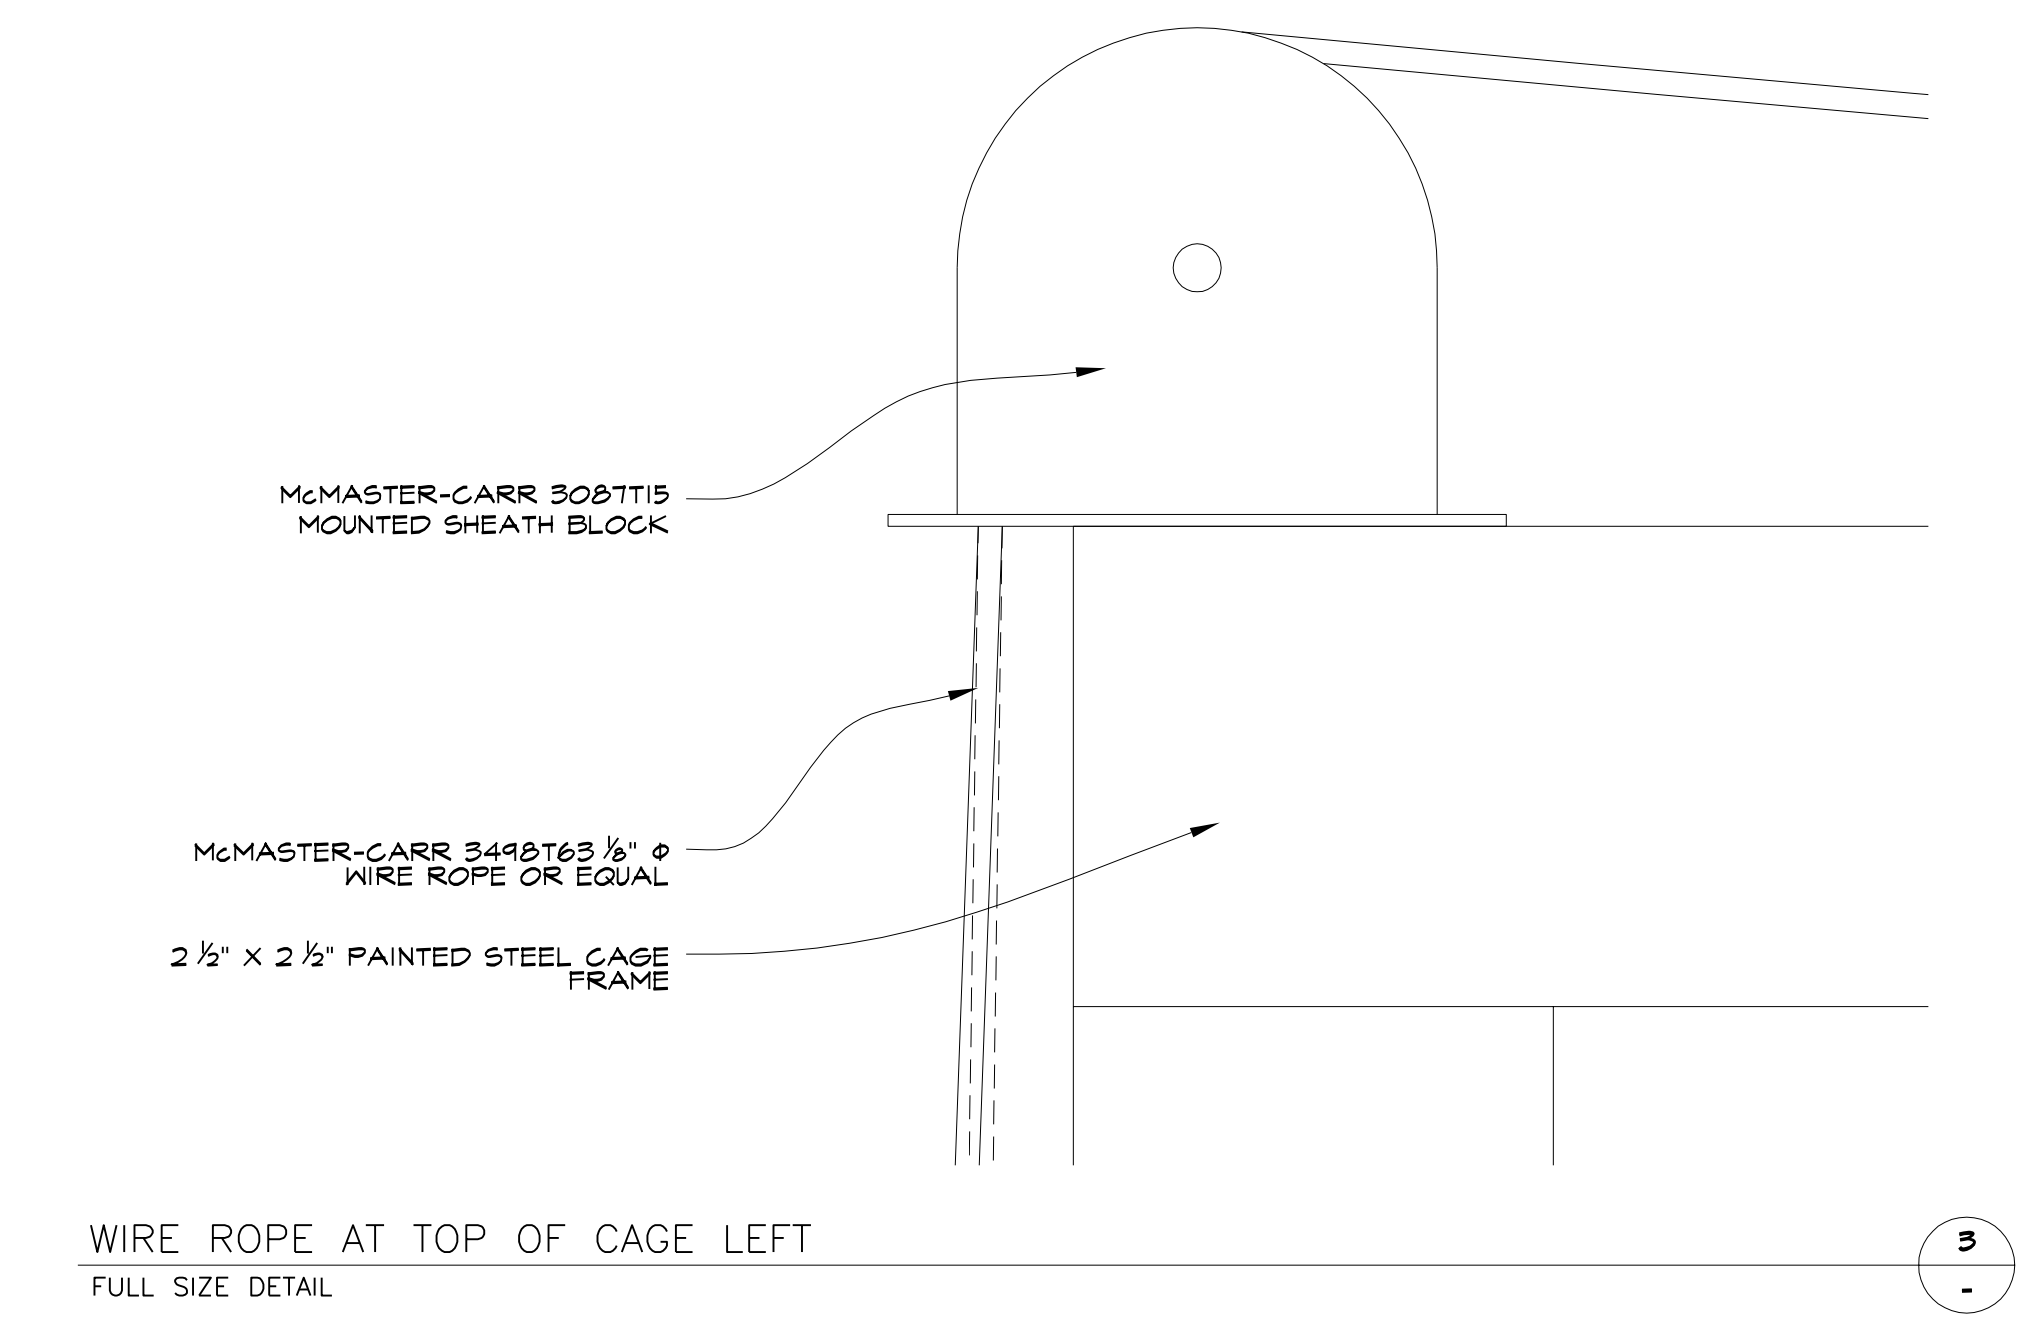 McMASTER-CARR 3087T15
MOUNTED SHEATH BLOCK
McMASTER-CARR 3498T63 ⅛" Φ
WIRE ROPE OR EQUAL
2 ½" X 2 ½" PAINTED STEEL CAGE
FRAME
WIRE ROPE AT TOP OF CAGE LEFT
FULL SIZE DETAIL
3
-